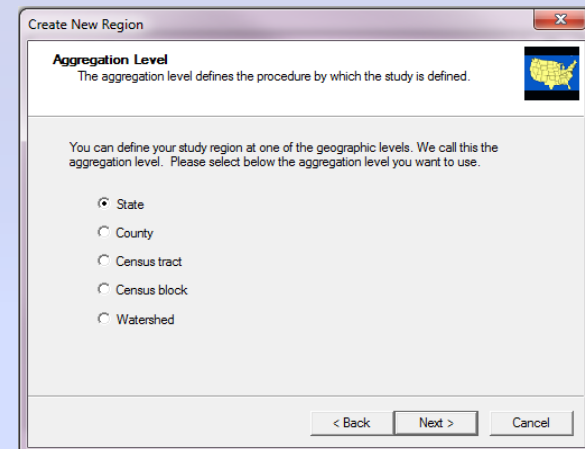 Create New Region
Aggregation Level
The aggregation level defines the procedure by which the study is defined.
You can define your study region at one of the geographic levels. We call this the
aggregation level.  Please select below the aggregation level you want to use.
State
County
Census tract
Census block
Watershed
< Back
Next >
Cancel